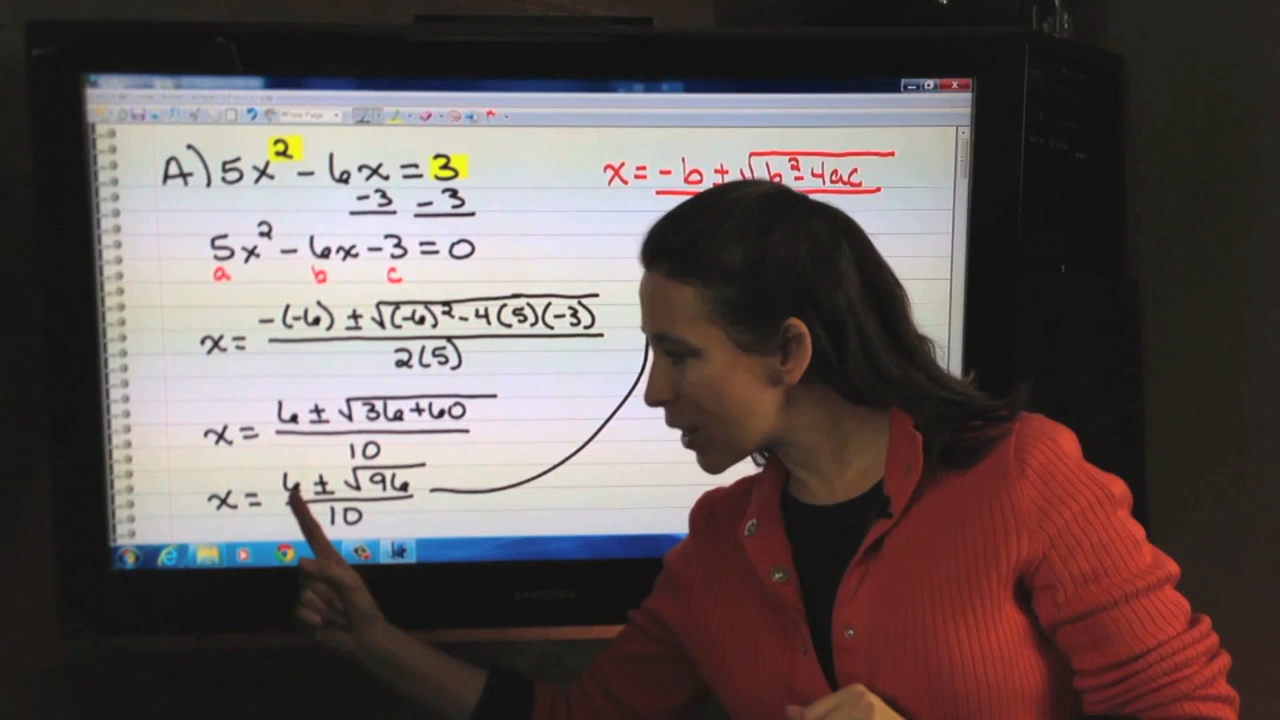 A) 5x² - 6x = 3
-3 -3
5x² - 6x - 3 = 0
a b c
x = -(-6) ± √(-6)² - 4(5)(-3)
2(5)
x = 6 ± √36+60
10
x = 6 ± √96
10
x = -b ± √b² - 4ac
SAMSUNG